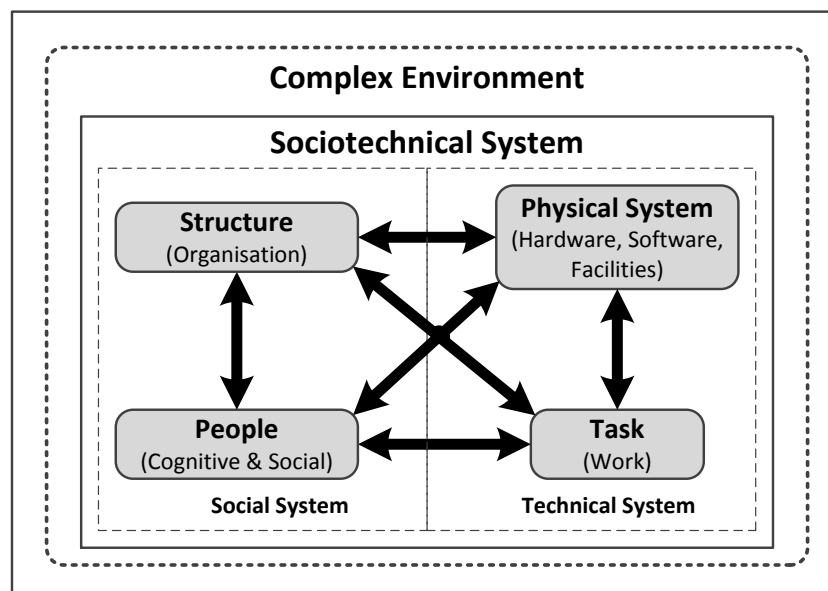 Complex Environment
Sociotechnical System
Structure
(Organisation)
Physical System
(Hardware, Software,
Facilities)
People
(Cognitive & Social)
Task
(Work)
Social System
Technical System